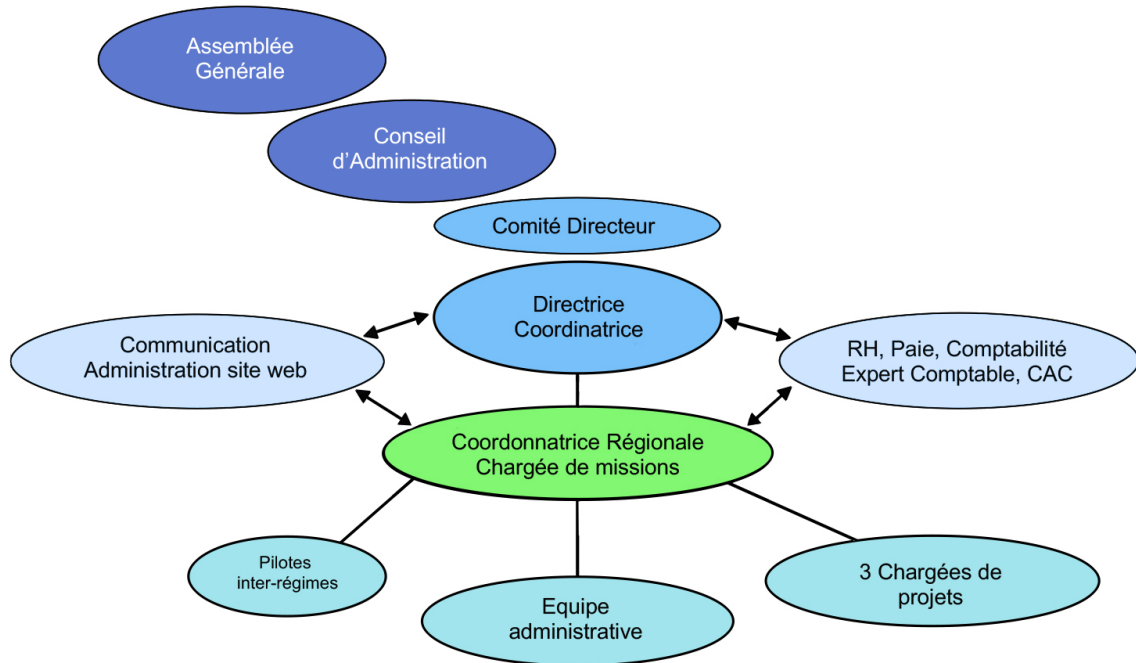 Assemblée
Générale
Conseil
d'Administration
Comité Directeur
Directrice
Coordinatrice
Communication
Administration site web
RH, Paie, Comptabilité
Expert Comptable, CAC
Coordonnatrice Régionale
Chargée de missions
Pilotes
inter-régimes
Equipe
administrative
3 Chargées de
projets